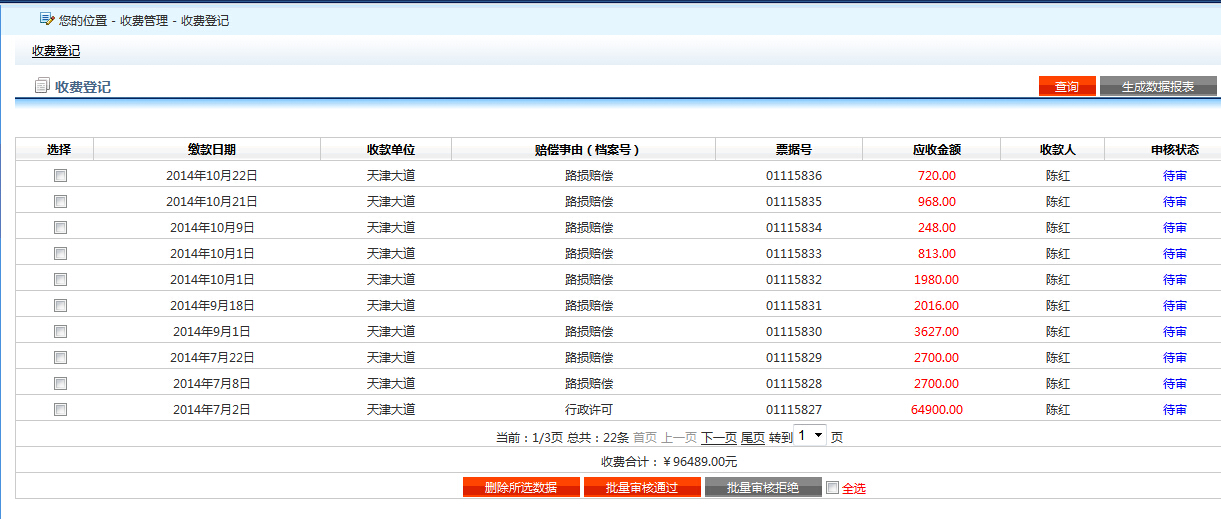 您的位置 - 收费管理 - 收费登记
收费登记
收费登记 查询 生成数据报表
选择 缴款日期 收款单位 赔偿事由（档案号） 票据号 应收金额 收款人 审核状态
2014年10月22日 天津大道 路损赔偿 01115836 720.00 陈红 待审
2014年10月21日 天津大道 路损赔偿 01115835 968.00 陈红 待审
2014年10月9日 天津大道 路损赔偿 01115834 248.00 陈红 待审
2014年10月1日 天津大道 路损赔偿 01115833 813.00 陈红 待审
2014年10月1日 天津大道 路损赔偿 01115832 1980.00 陈红 待审
2014年9月18日 天津大道 路损赔偿 01115831 2016.00 陈红 待审
2014年9月1日 天津大道 路损赔偿 01115830 3627.00 陈红 待审
2014年7月22日 天津大道 路损赔偿 01115829 2700.00 陈红 待审
2014年7月8日 天津大道 路损赔偿 01115828 2700.00 陈红 待审
2014年7月2日 天津大道 行政许可 01115827 64900.00 陈红 待审
当前：1/3页 总共：22条 首页 上一页 下一页 尾页 转到 1 页
收费合计：￥96489.00元
删除所选数据 批量审核通过 批量审核拒绝 全选